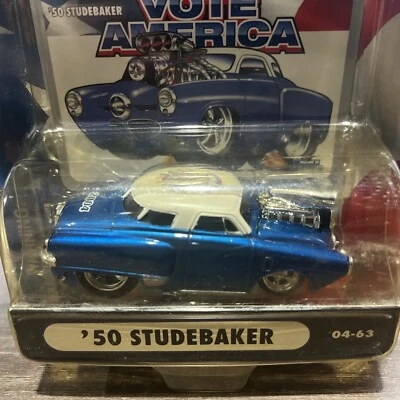 VOTE
'50 STUDEBAKER AMERICA
'50 STUDEBAKER
04-63